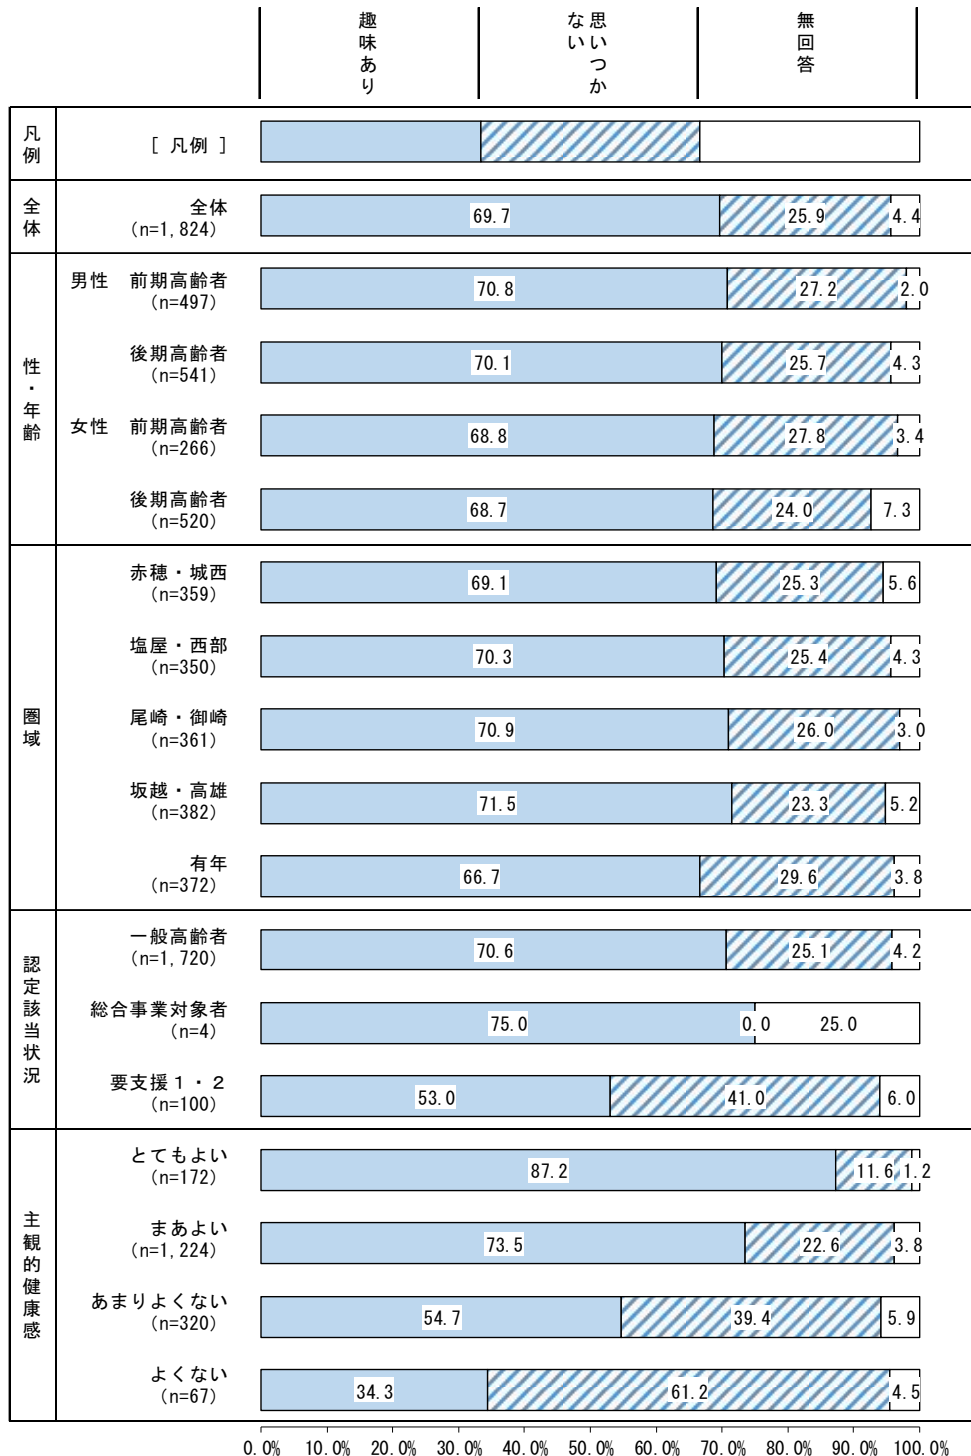 趣味あり
思いつか
ない
無回答
凡例
[ 凡例 ]
全体
全体
(n=1,824)
69.7 25.9 4.4
性・年齢
男性 前期高齢者
(n=497)
70.8 27.2 2.0
後期高齢者
(n=541)
70.1 25.7 4.3
女性 前期高齢者
(n=266)
68.8 27.8 3.4
後期高齢者
(n=520)
68.7 24.0 7.3
圏域
赤穂・城西
(n=359)
69.1 25.3 5.6
塩屋・西部
(n=350)
70.3 25.4 4.3
尾崎・御崎
(n=361)
70.9 26.0 3.0
坂越・高雄
(n=382)
71.5 23.3 5.2
有年
(n=372)
66.7 29.6 3.8
認定該当状況
一般高齢者
(n=1,720)
70.6 25.1 4.2
総合事業対象者
(n=4)
75.0 0.0 25.0
要支援1・2
(n=100)
53.0 41.0 6.0
主観的健康感
とてもよい
(n=172)
87.2 11.6 1.2
まあよい
(n=1,224)
73.5 22.6 3.8
あまりよくない
(n=320)
54.7 39.4 5.9
よくない
(n=67)
34.3 61.2 4.5
0.0% 10.0% 20.0% 30.0% 40.0% 50.0% 60.0% 70.0% 80.0% 90.0% 100.0%